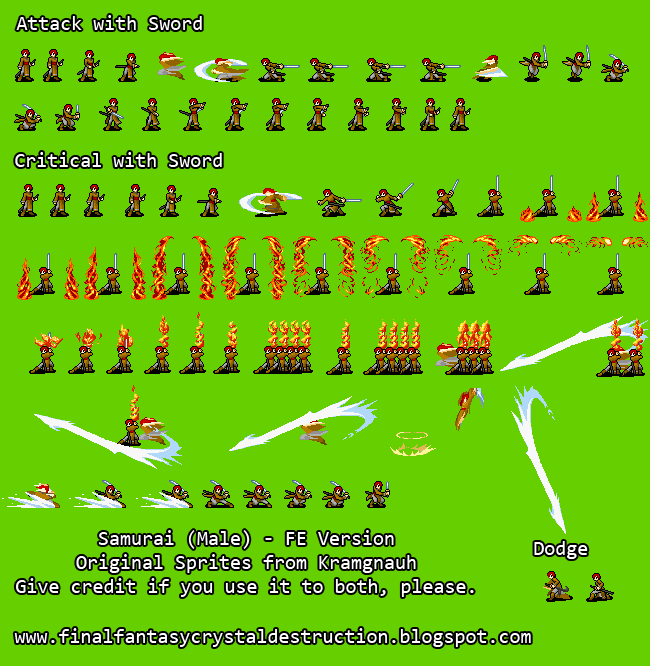 Attack with Sword
Critical with Sword
Samurai (Male) - FE Version
Original Sprites from Kramgnauh
Give credit if you use it to both, please.
Dodge
www.finalfantasycrystaldestruction.blogspot.com